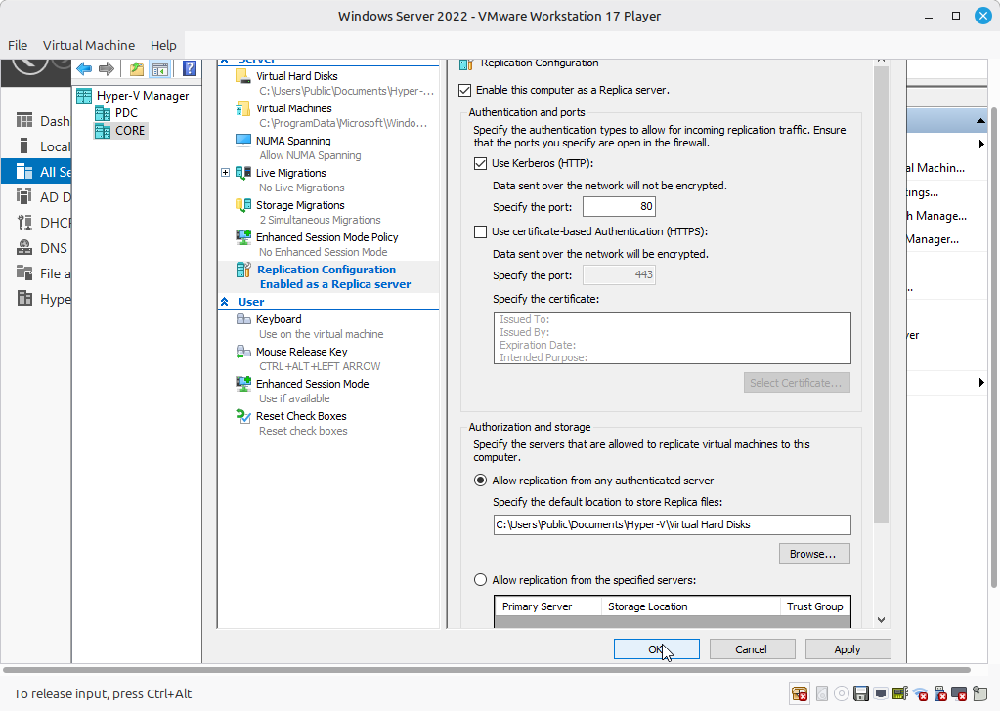 Windows Server 2022 - VMware Workstation 17 Player
File Virtual Machine Help
Dash
Local
All Se
AD D
DHCP
DNS
File a
Hype
Hyper-V Manager
PDC
CORE
Server
Virtual Hard Disks
C:\Users\Public\Documents\Hyper-...
Virtual Machines
C:\ProgramData\Microsoft\Windo...
NUMA Spanning
Allow NUMA Spanning
Live Migrations
No Live Migrations
Storage Migrations
2 Simultaneous Migrations
Enhanced Session Mode Policy
No Enhanced Session Mode
Replication Configuration
Enabled as a Replica server
User
Keyboard
Use on the virtual machine
Mouse Release Key
CTRL+ALT+LEFT ARROW
Enhanced Session Mode
Use if available
Reset Check Boxes
Reset check boxes
Replication Configuration
Enable this computer as a Replica server.
Authentication and ports
Specify the authentication types to allow for incoming replication traffic. Ensure
that the ports you specify are open in the firewall.
Use Kerberos (HTTP):
Data sent over the network will not be encrypted.
Specify the port: 80
Use certificate-based Authentication (HTTPS):
Data sent over the network will be encrypted.
Specify the port: 443
Specify the certificate:
Issued To:
Issued By:
Expiration Date:
Intended Purpose:
Select Certificate...
Authorization and storage
Specify the servers that are allowed to replicate virtual machines to this
computer.
Allow replication from any authenticated server
Specify the default location to store Replica files:
C:\Users\Public\Documents\Hyper-V\Virtual Hard Disks
Browse...
Allow replication from the specified servers:
Primary Server Storage Location Trust Group
OK Cancel Apply
al Machin...
ings...
h Manage...
Manager...
..
ver
To release input, press Ctrl+Alt